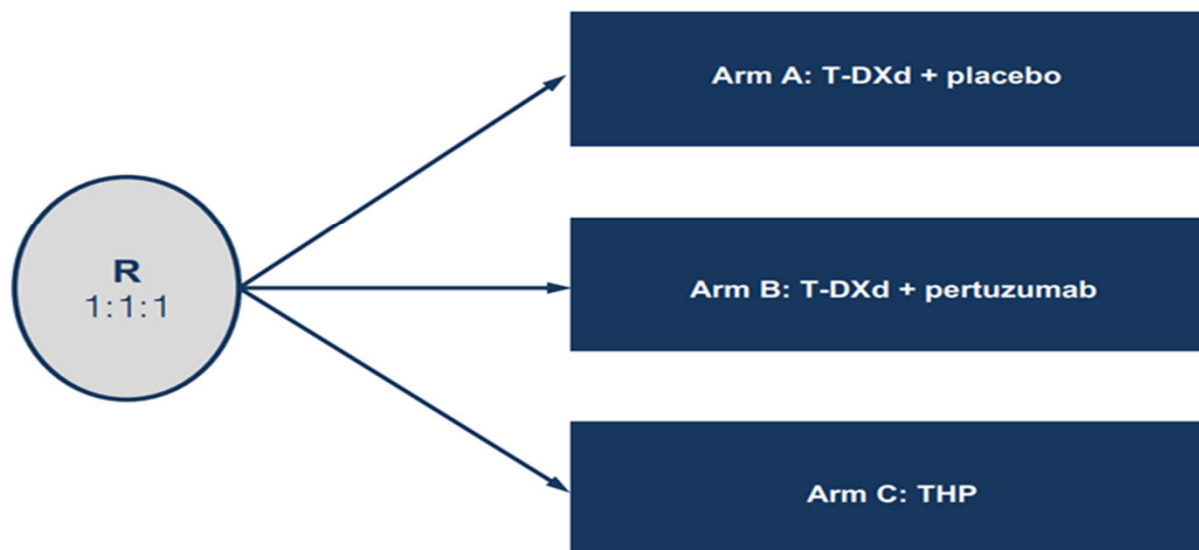 R
1:1:1
Arm A: T-DXd + placebo
Arm B: T-DXd + pertuzumab
Arm C: THP